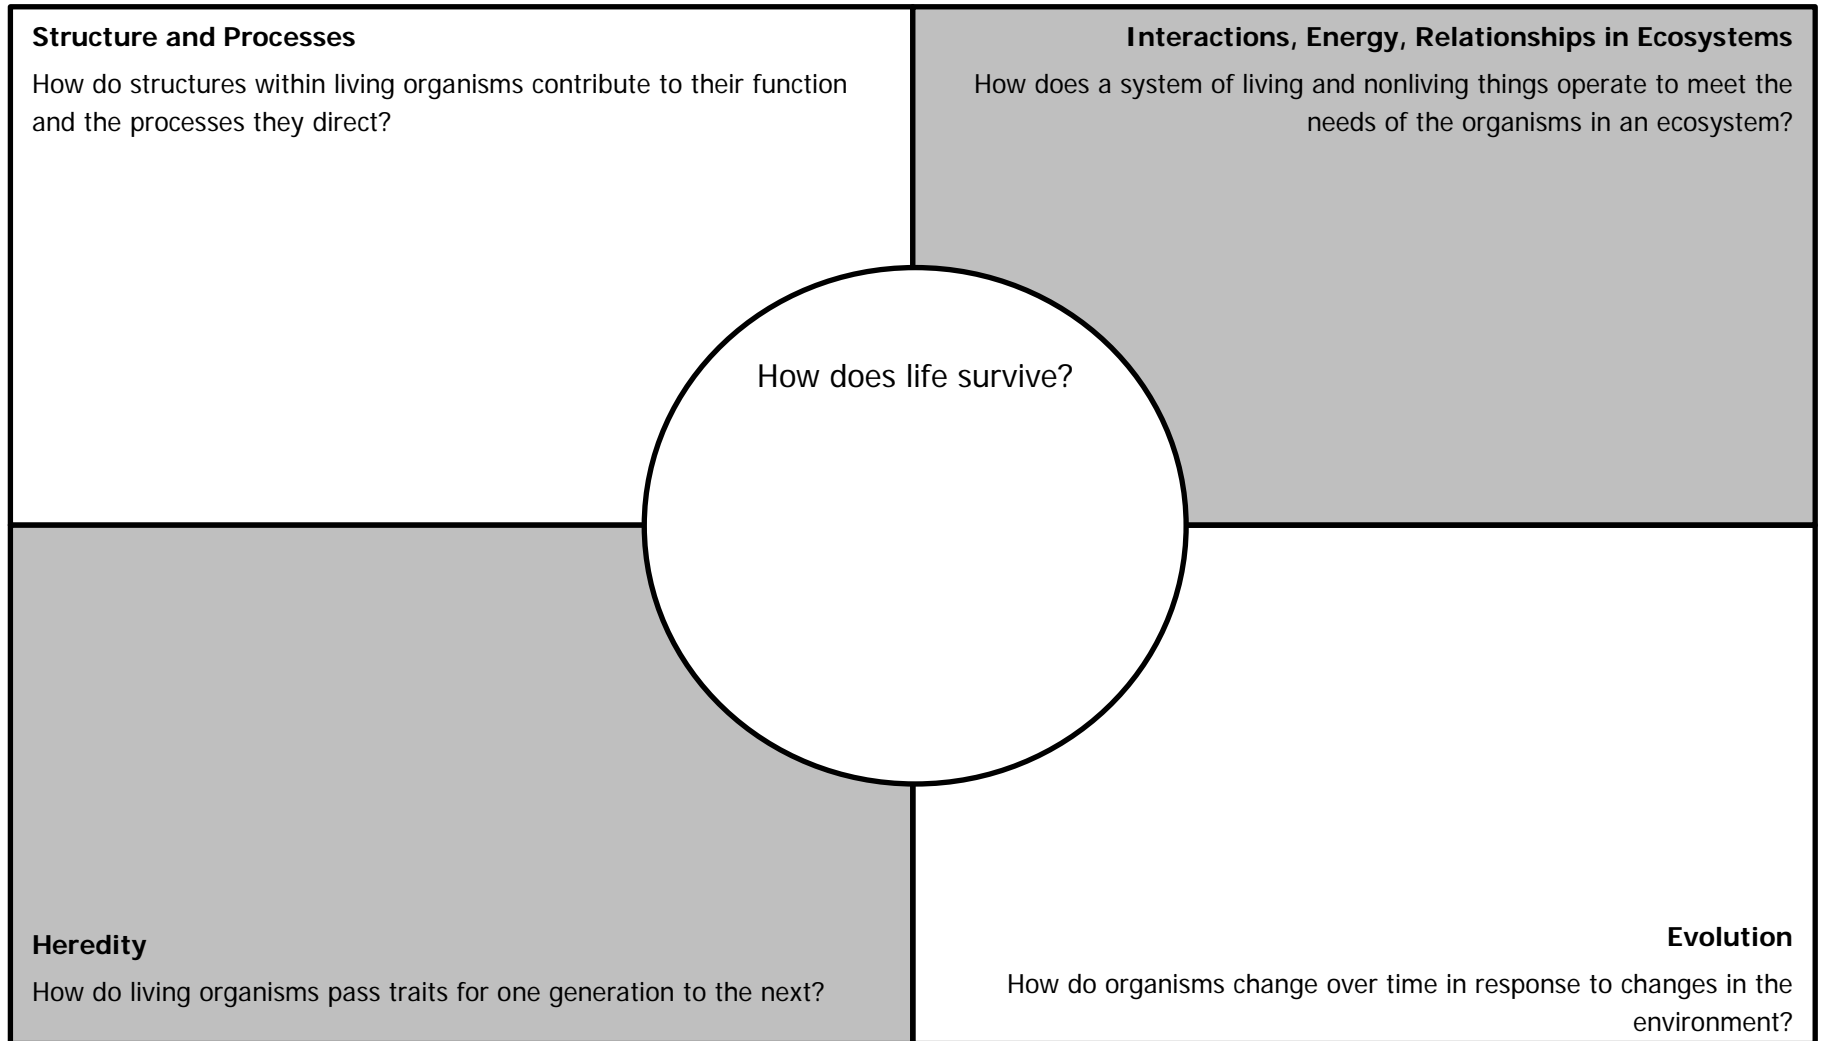 Structure and Processes
How do structures within living organisms contribute to their function
and the processes they direct?
Interactions, Energy, Relationships in Ecosystems
How does a system of living and nonliving things operate to meet the
needs of the organisms in an ecosystem?
How does life survive?
Heredity
How do living organisms pass traits for one generation to the next?
Evolution
How do organisms change over time in response to changes in the
environment?